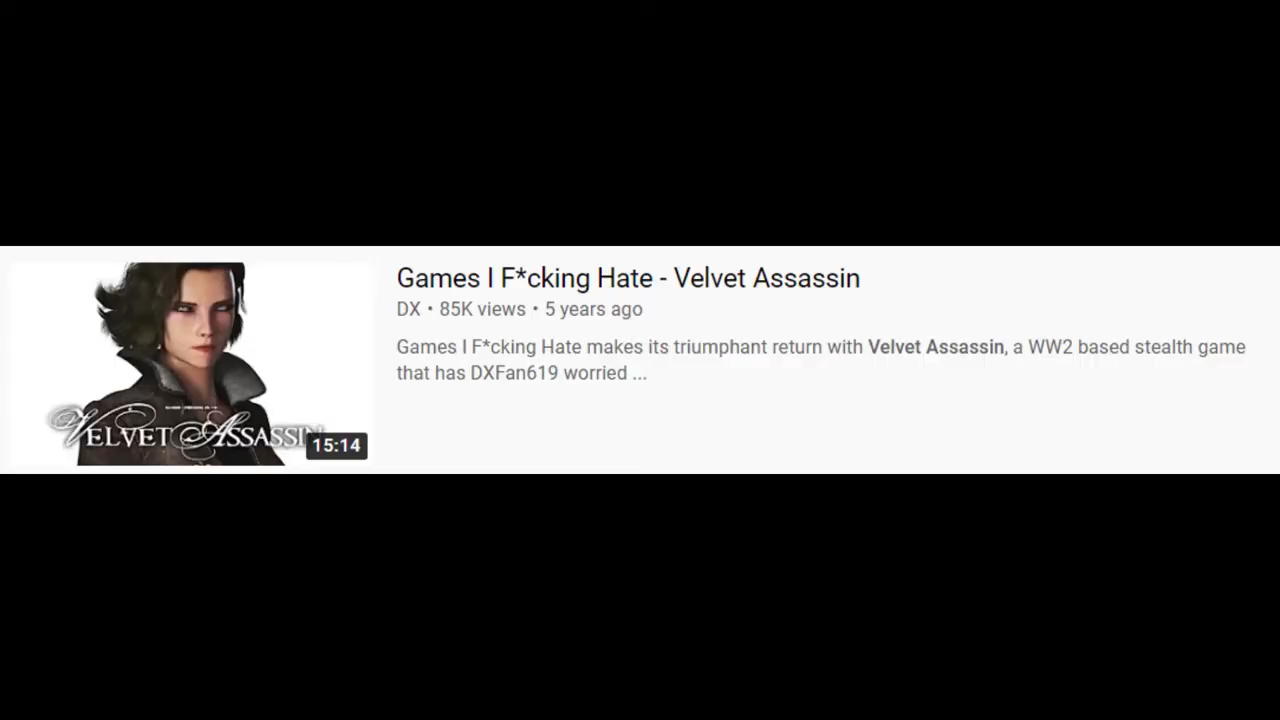 Games I F*cking Hate - Velvet Assassin
DX • 85K views • 5 years ago
Games I F*cking Hate makes its triumphant return with Velvet Assassin, a WW2 based stealth game
that has DXFan619 worried ...
VELVET ASSASSIN
15:14